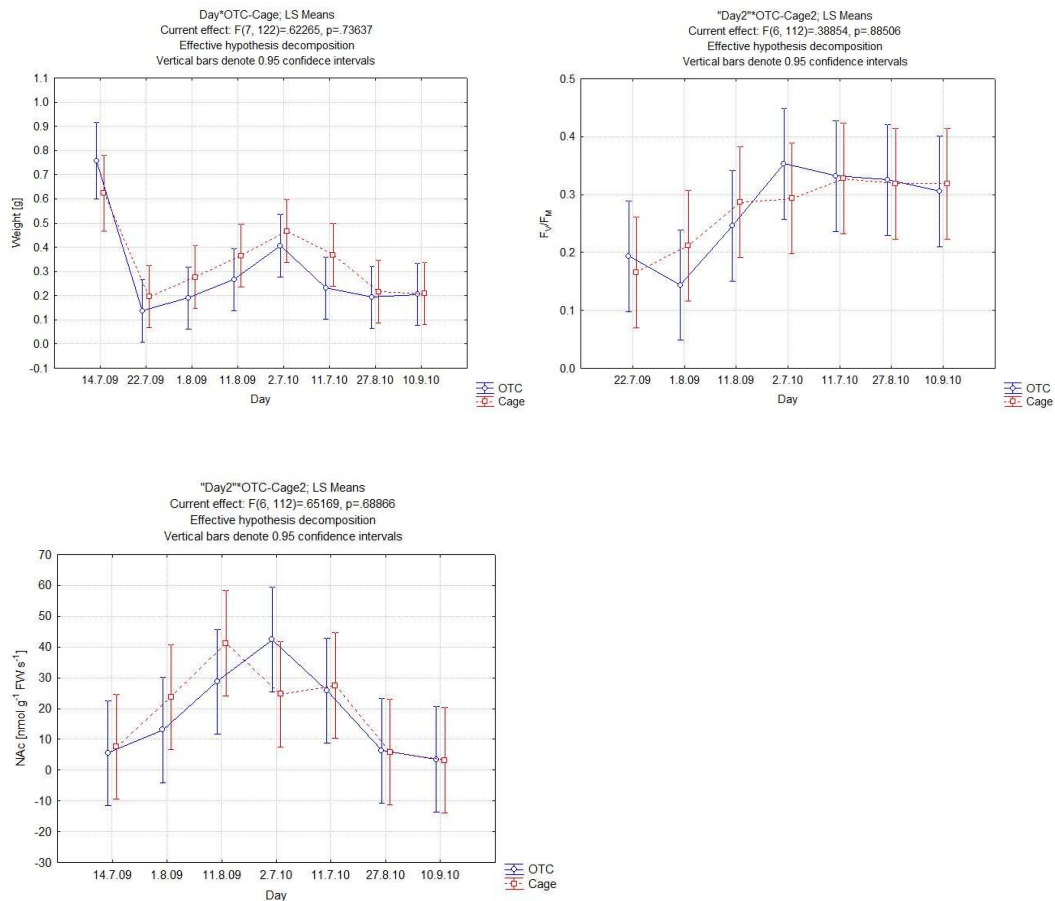 Day*OTC-Cage; LS Means
Current effect: F(7, 122)=.62265, p=.73637
Effective hypothesis decomposition
Vertical bars denote 0.95 confidece intervals
1.1
1.0
0.9
0.8
0.7
0.6
0.5
0.4
0.3
0.2
0.1
0.0
-0.1
Weight [g]
14.7.09 22.7.09 1.8.09 11.8.09 2.7.10 11.7.10 27.8.10 10.9.10
Day
OTC
Cage
"Day2"*OTC-Cage2; LS Means
Current effect: F(6, 112)=.38854, p=.88506
Effective hypothesis decomposition
Vertical bars denote 0.95 confidence intervals
0.5
0.4
0.3
0.2
0.1
0.0
FV/FM
22.7.09 1.8.09 11.8.09 2.7.10 11.7.10 27.8.10 10.9.10
Day
OTC
Cage
"Day2"*OTC-Cage2; LS Means
Current effect: F(6, 112)=.65169, p=.68866
Effective hypothesis decomposition
Vertical bars denote 0.95 confidence intervals
70
60
50
40
30
20
10
0
-10
-20
-30
NAc [nmol g⁻¹ FW s⁻¹]
14.7.09 1.8.09 11.8.09 2.7.10 11.7.10 27.8.10 10.9.10
Day
OTC
Cage